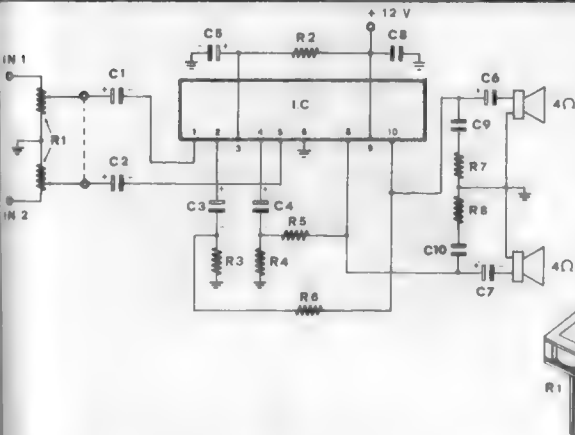 + 12 V
C5
- +
R2
C8
IN 1
+ C1 -
IC
+ C6
4Ω
C9
R1
1 2 3 4 5 6 8 9 10
+ C2 -
R7
IN 2
C3 + -
C4 + -
R5
R8
R3
R4
C10
+ C7
4Ω
R6
R1